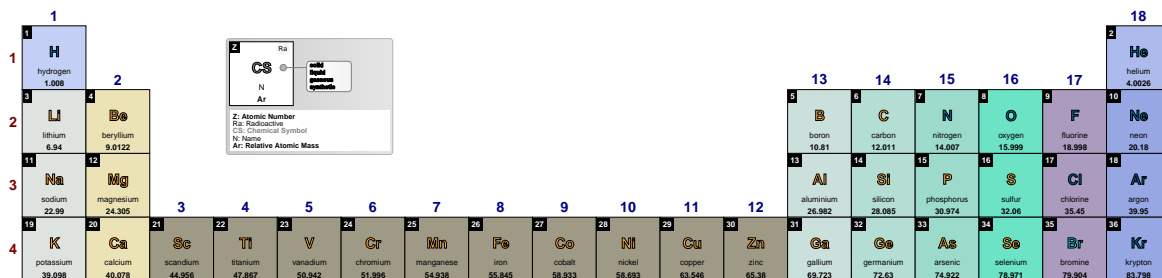 1
18
1
H
hydrogen
1.008
2
He
helium
4.0026
Z
Ra
CS
N
Ar
solid
liquid
gaseous
synthetic
Z: Atomic Number
Ra: Radioactive
CS: Chemical Symbol
N: Name
Ar: Relative Atomic Mass
1
2
13
14
15
16
17
3
Li
lithium
6.94
4
Be
beryllium
9.0122
5
B
boron
10.81
6
C
carbon
12.011
7
N
nitrogen
14.007
8
O
oxygen
15.999
9
F
fluorine
18.998
10
Ne
neon
20.18
2
11
Na
sodium
22.99
12
Mg
magnesium
24.305
13
Al
aluminium
26.982
14
Si
silicon
28.085
15
P
phosphorus
30.974
16
S
sulfur
32.06
17
Cl
chlorine
35.45
18
Ar
argon
39.95
3
3
4
5
6
7
8
9
10
11
12
19
K
potassium
39.098
20
Ca
calcium
40.078
21
Sc
scandium
44.956
22
Ti
titanium
47.867
23
V
vanadium
50.942
24
Cr
chromium
51.996
25
Mn
manganese
54.938
26
Fe
iron
55.845
27
Co
cobalt
58.933
28
Ni
nickel
58.693
29
Cu
copper
63.546
30
Zn
zinc
65.38
31
Ga
gallium
69.723
32
Ge
germanium
72.63
33
As
arsenic
74.922
34
Se
selenium
78.971
35
Br
bromine
79.904
36
Kr
krypton
83.798
4